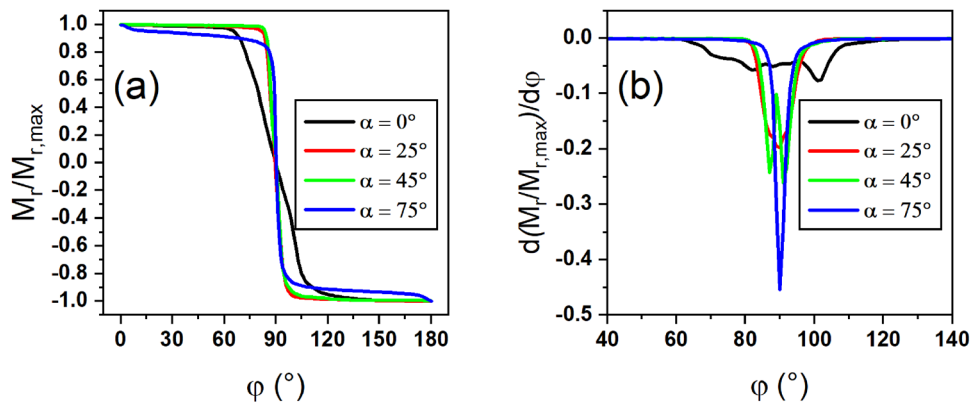 1.0
0.8
0.6
0.4
0.2
0.0
-0.2
-0.4
-0.6
-0.8
-1.0
Mr/Mr,max
(a)
α = 0°
α = 25°
α = 45°
α = 75°
0 30 60 90 120 150 180
φ (°)
0.0
-0.1
-0.2
-0.3
-0.4
-0.5
d(Mr/Mr,max)/dφ
(b)
α = 0°
α = 25°
α = 45°
α = 75°
40 60 80 100 120 140
φ (°)